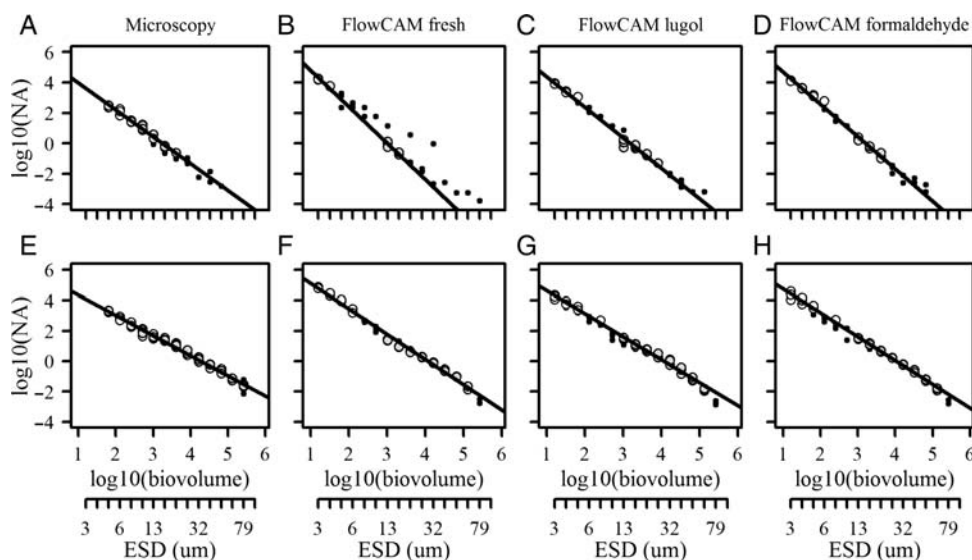 A Microscopy B FlowCAM fresh C FlowCAM lugol D FlowCAM formaldehyde
log10(NA)
6
4
2
0
−2
−4
E F G H
log10(NA)
6
4
2
0
−2
−4
1 2 3 4 5 6 1 2 3 4 5 6 1 2 3 4 5 6 1 2 3 4 5 6
log10(biovolume) log10(biovolume) log10(biovolume) log10(biovolume)
3 6 13 32 79 3 6 13 32 79 3 6 13 32 79 3 6 13 32 79
ESD (um) ESD (um) ESD (um) ESD (um)